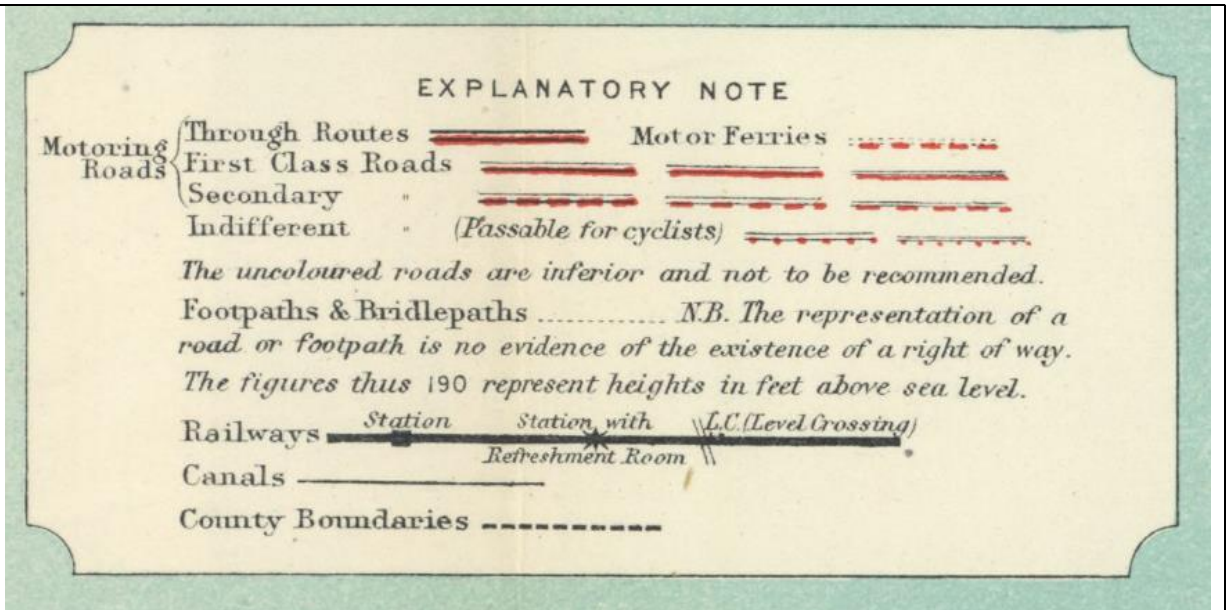 EXPLANATORY NOTE
Motoring Roads
Through Routes Motor Ferries
First Class Roads
Secondary "
Indifferent " (Passable for cyclists)
The uncoloured roads are inferior and not to be recommended.
Footpaths & Bridlepaths ............ N.B. The representation of a
road or footpath is no evidence of the existence of a right of way.
The figures thus 190 represent heights in feet above sea level.
Railways Station Station with Refreshment Room L.C.(Level Crossing)
Canals
County Boundaries